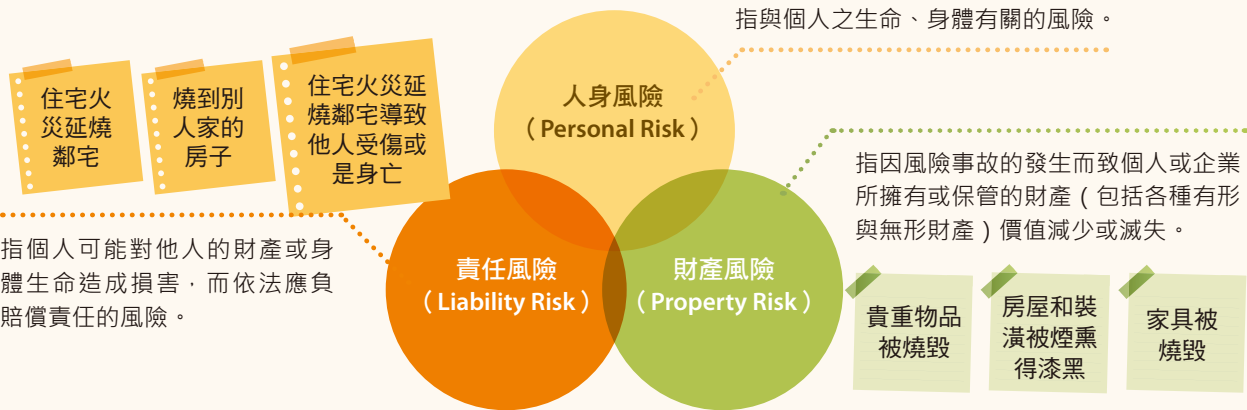 指與個人之生命、身體有關的風險。
人身風險
（Personal Risk）
住宅火
災延燒
鄰宅
燒到別
人家的
房子
住宅火災延
燒鄰宅導致
他人受傷或
是身亡
指個人可能對他人的財產或身
體生命造成損害，而依法應負
賠償責任的風險。
責任風險
（Liability Risk）
財產風險
（Property Risk）
指因風險事故的發生而致個人或企業
所擁有或保管的財產（包括各種有形
與無形財產）價值減少或滅失。
貴重物品
被燒毀
房屋和裝
潢被煙熏
得漆黑
家具被
燒毀